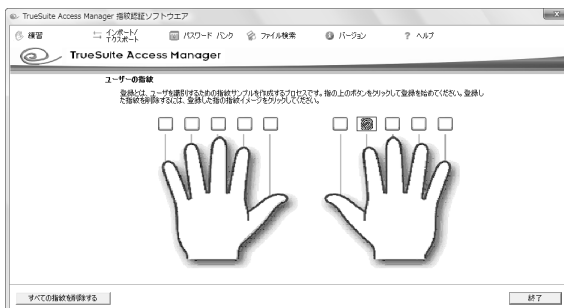 TrueSuite Access Manager 指紋認証ソフトウエア
練習 インポート/エクスポート パスワード バンク ファイル検索 バージョン ヘルプ
TrueSuite Access Manager
ユーザーの指紋
登録とは、ユーザを識別するための指紋サンプルを作成するプロセスです。指の上のボタンをクリックして登録を始めてください。登録し
た指紋を削除するには、登録した指の指紋イメージをクリックしてください。
すべての指紋を削除する 終了